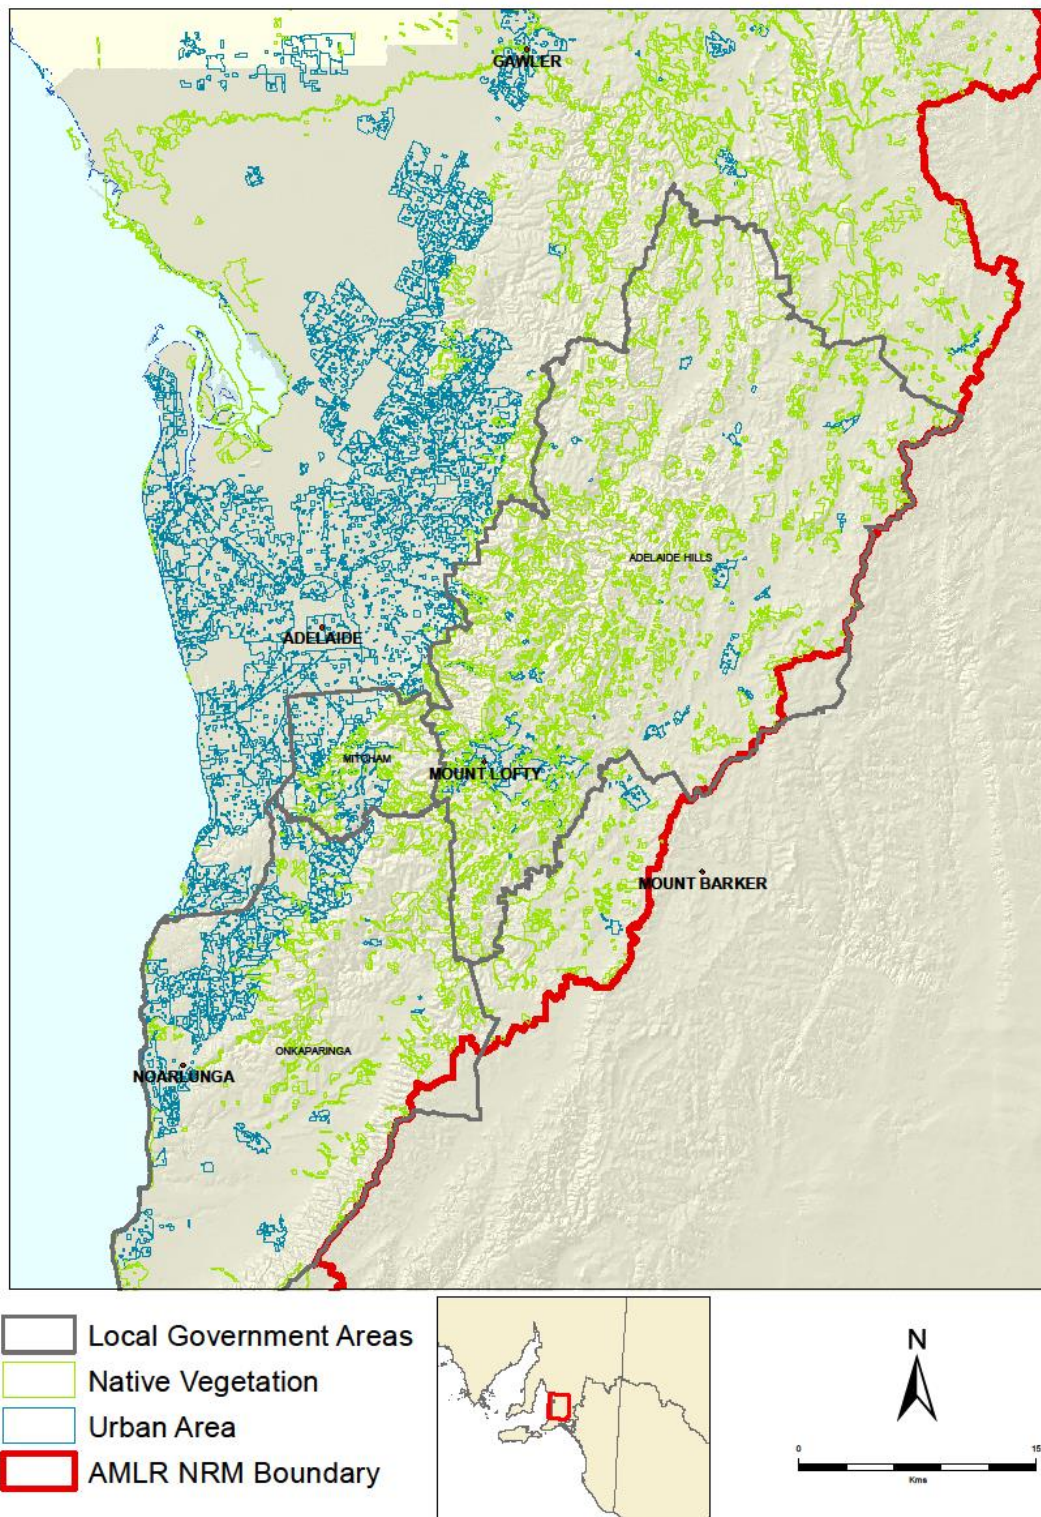 GAWLER
ADELAIDE HILLS
ADELAIDE
MITCHAM
MOUNT LOFTY
MOUNT BARKER
ONKAPARINGA
NOARLUNGA
Local Government Areas
Native Vegetation
Urban Area
AMLR NRM Boundary
N
0 15
Kms